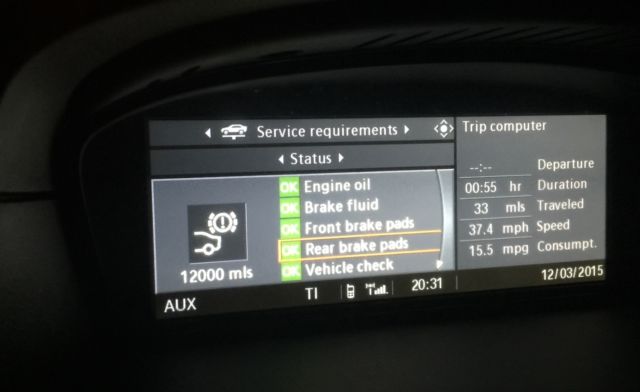 Service requirements
Status
OK Engine oil
OK Brake fluid
OK Front brake pads
OK Rear brake pads
OK Vehicle check
12000 mls
Trip computer
--:-- Departure
00:55 hr Duration
33 mls Traveled
37.4 mph Speed
15.5 mpg Consumpt.
AUX
TI
20:31
12/03/2015